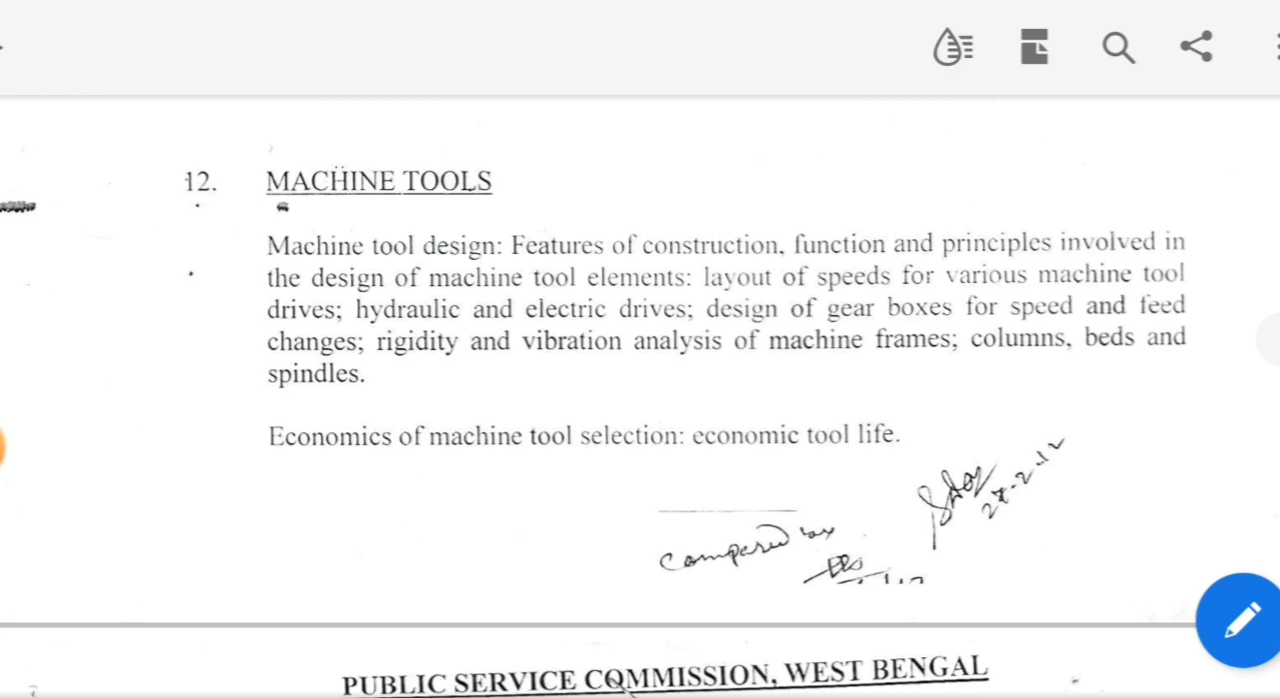 12. MACHINE TOOLS
Machine tool design: Features of construction, function and principles involved in
the design of machine tool elements: layout of speeds for various machine tool
drives; hydraulic and electric drives; design of gear boxes for speed and feed
changes; rigidity and vibration analysis of machine frames; columns, beds and
spindles.
Economics of machine tool selection: economic tool life.
Compared by
PUBLIC SERVICE COMMISSION, WEST BENGAL